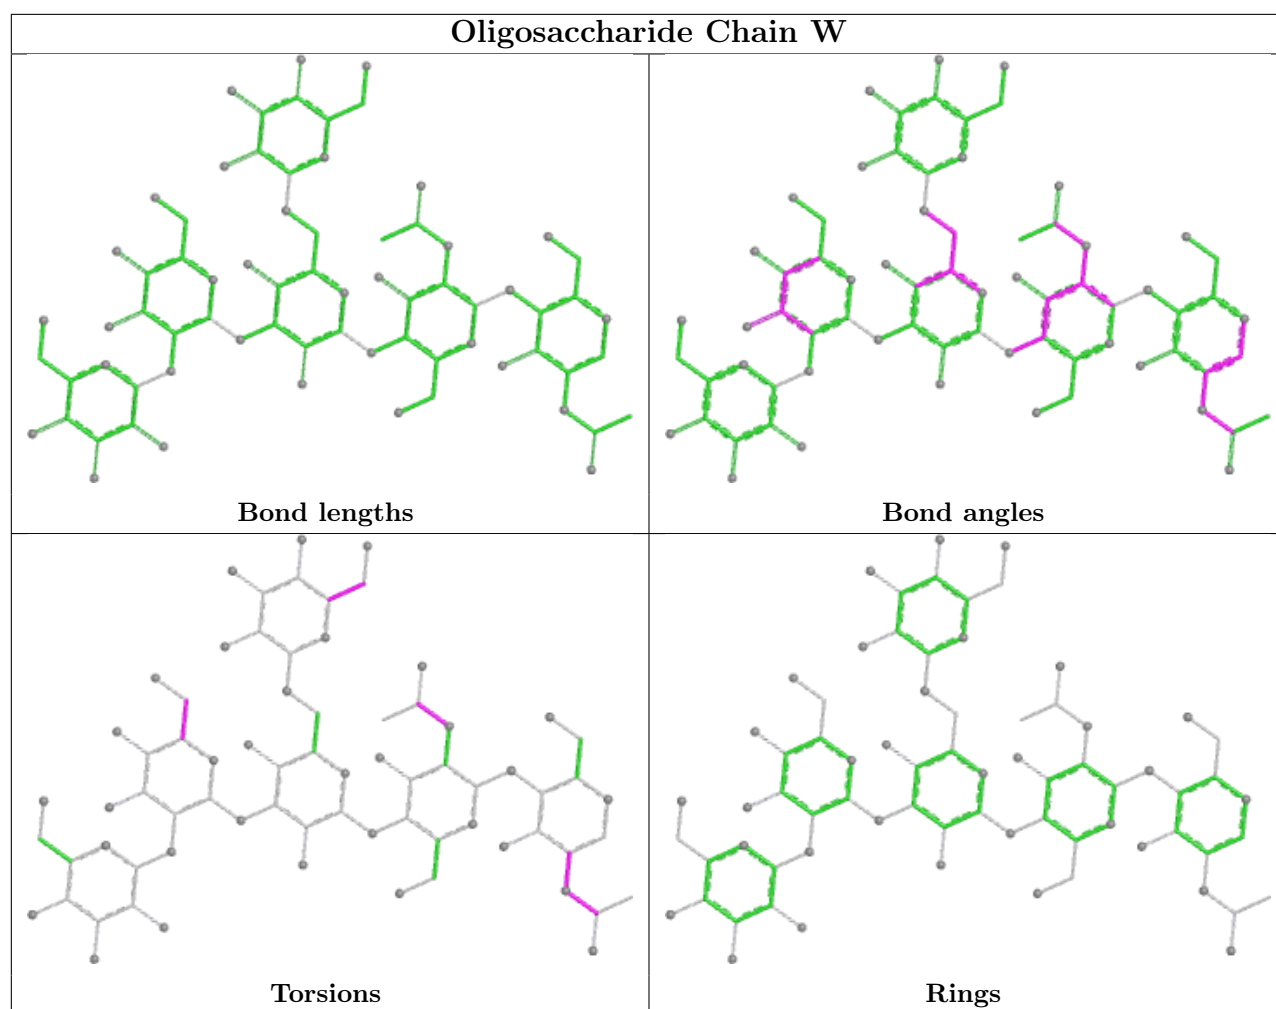 Oligosaccharide Chain W
Bond lengths
Bond angles
Torsions
Rings